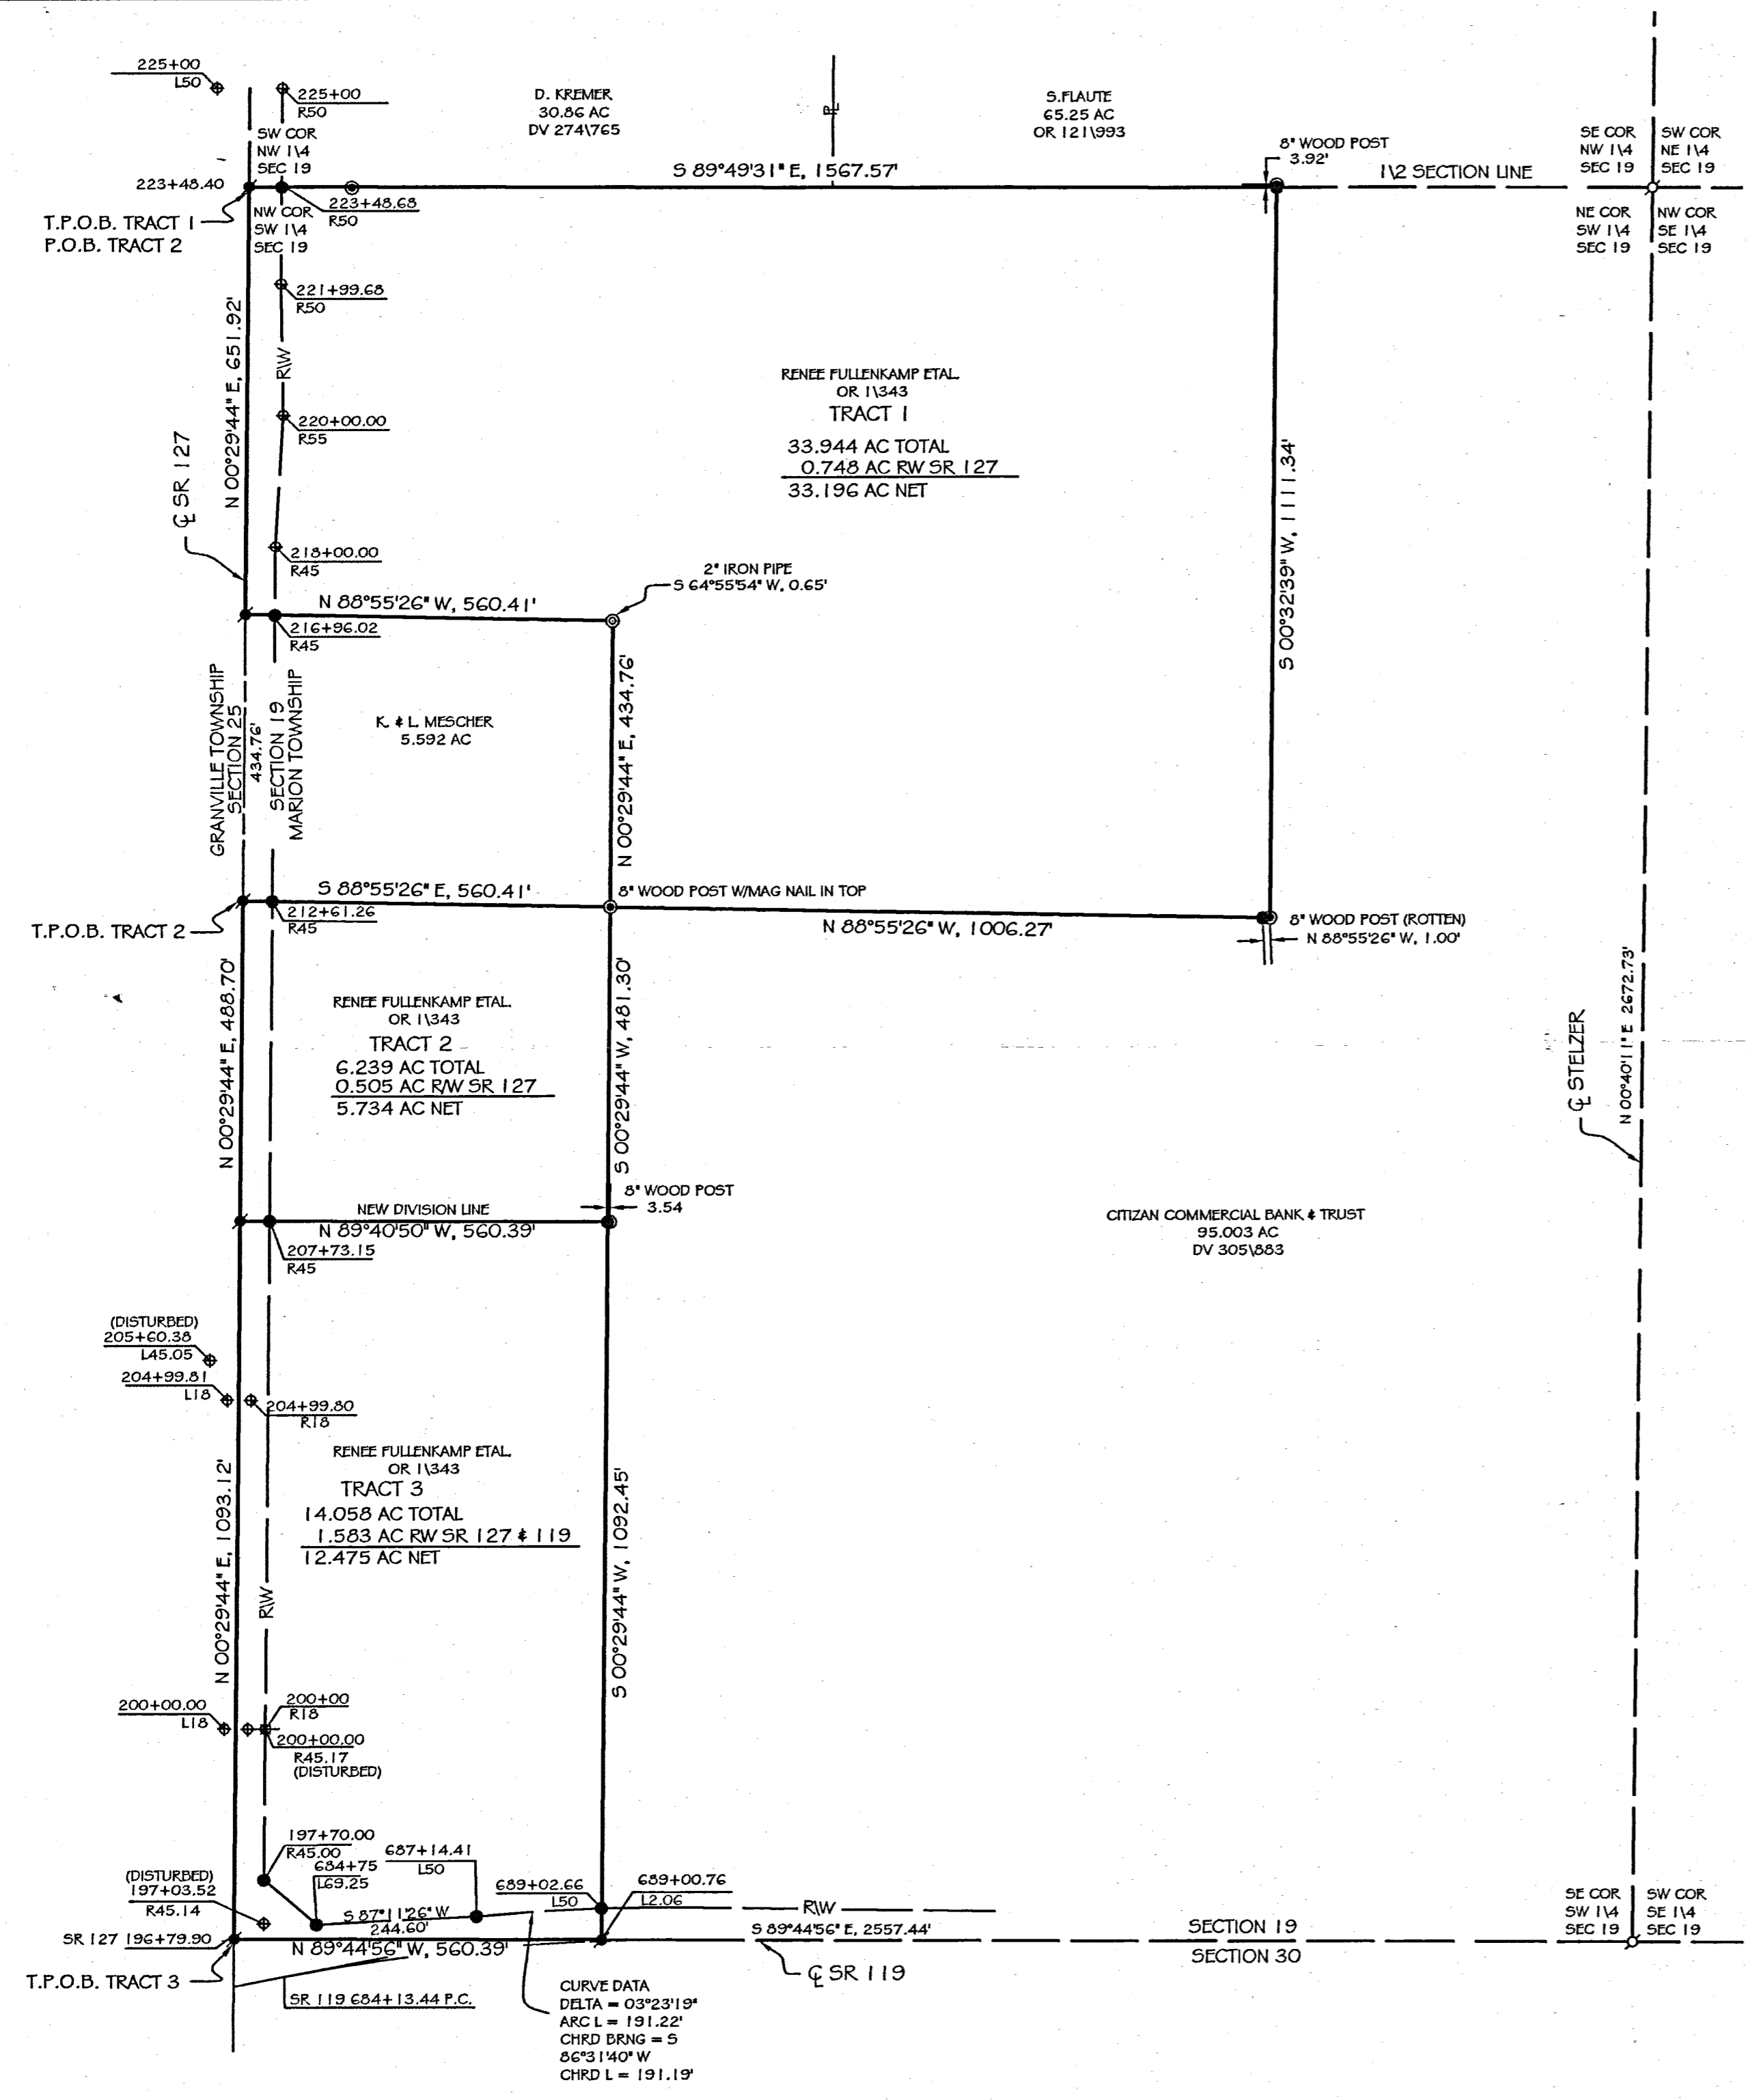 225+00
L50
225+00
R50
D. KREMER
30.86 AC
DV 274\765
PL
S.FLAUTE
65.25 AC
OR 121\993
SW COR
NW 1\4
SEC 19
8" WOOD POST
3.92'
SE COR
NW 1\4
SEC 19
SW COR
NE 1\4
SEC 19
S 89°49'31" E, 1567.57'
1\2 SECTION LINE
223+48.40
223+48.68
R50
T.P.O.B. TRACT 1
P.O.B. TRACT 2
NW COR
SW 1\4
SEC 19
NE COR
SW 1\4
SEC 19
NW COR
SE 1\4
SEC 19
221+99.68
R50
N 00°29'44" E, 651.92'
R\W
220+00.00
R55
RENEE FULLENKAMP ETAL.
OR 1\343
TRACT 1
33.944 AC TOTAL
0.748 AC RW SR 127
33.196 AC NET
S 00°32'39" W, 1111.34'
CL SR 127
218+00.00
R45
2" IRON PIPE
S 64°55'54" W, 0.65'
N 88°55'26" W, 560.41'
216+96.02
R45
GRANVILLE TOWNSHIP
SECTION 25
434.76'
SECTION 19
MARION TOWNSHIP
K. & L. MESCHER
5.592 AC
N 00°29'44" E, 434.76'
S 88°55'26" E, 560.41'
8" WOOD POST W/MAG NAIL IN TOP
212+61.26
R45
T.P.O.B. TRACT 2
N 88°55'26" W, 1006.27'
8" WOOD POST (ROTTEN)
N 88°55'26" W, 1.00'
N 00°29'44" E, 488.70'
RENEE FULLENKAMP ETAL.
OR 1\343
TRACT 2
6.239 AC TOTAL
0.505 AC R/W SR 127
5.734 AC NET
S 00°29'44" W, 481.30'
CL STELZER
N 00°40'11" E 2672.73'
8" WOOD POST
3.54
NEW DIVISION LINE
N 89°40'50" W, 560.39'
207+73.15
R45
CITIZAN COMMERCIAL BANK & TRUST
95.003 AC
DV 305\883
(DISTURBED)
205+60.38
L45.05
204+99.81
L18
204+99.80
R18
N 00°29'44" E, 1093.12'
RENEE FULLENKAMP ETAL.
OR 1\343
TRACT 3
14.058 AC TOTAL
1.583 AC RW SR 127 & 119
12.475 AC NET
S 00°29'44" W, 1092.45'
R\W
200+00.00
L18
200+00
R18
200+00.00
R45.17
(DISTURBED)
197+70.00
R45.00
684+75
L69.25
687+14.41
L50
(DISTURBED)
197+03.52
R45.14
689+02.66
L50
689+00.76
L2.06
R\W
SE COR
SW 1\4
SEC 19
SW COR
SE 1\4
SEC 19
S 87°11'26" W
244.60'
SR 127 196+79.90
N 89°44'56" W, 560.39'
S 89°44'56" E, 2557.44'
SECTION 19
SECTION 30
T.P.O.B. TRACT 3
CL SR 119
SR 119 684+13.44 P.C.
CURVE DATA
DELTA = 03°23'19"
ARC L = 191.22'
CHRD BRNG = S
86°31'40" W
CHRD L = 191.19'